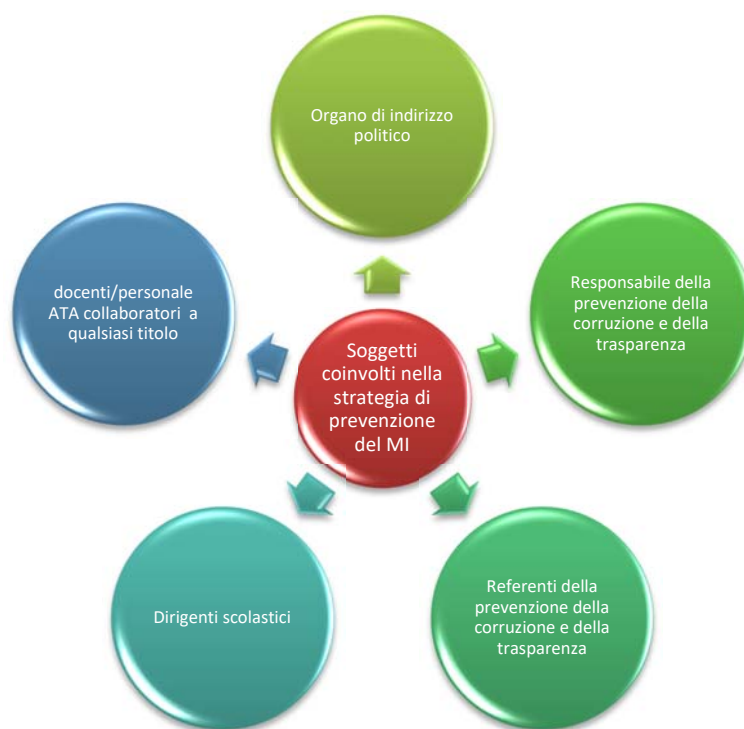 Organo di indirizzo
politico
Responsabile della
prevenzione della
corruzione e della
trasparenza
Referenti della
prevenzione della
corruzione e della
trasparenza
Dirigenti scolastici
docenti/personale
ATA collaboratori a
qualsiasi titolo
Soggetti
coinvolti nella
strategia di
prevenzione
del MI